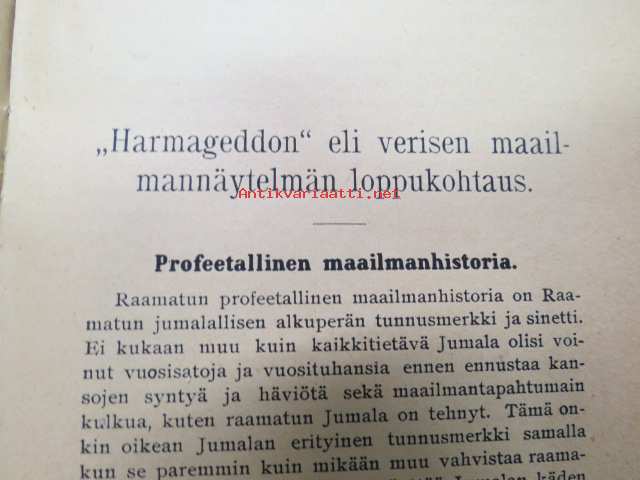 „Harmageddon“ eli verisen maail-
mannäytelmän loppukohtaus.
Antikvariaatti.net
Profeetallinen maailmanhistoria.
Raamatun profeetallinen maailmanhistoria on Raa-
matun jumalallisen alkuperän tunnusmerkki ja sinetti.
Ei kukaan muu kuin kaikkitietävä Jumala olisi voi-
nut vuosisatoja ja vuosituhansia ennen ennustaa kan-
sojen syntyä ja häviötä sekä maailmantapahtumain
kulkua, kuten raamatun Jumala on tehnyt. Tämä on-
kin oikean Jumalan erityinen tunnusmerkki samalla
kun se paremmin kuin mikään muu vahvistaa raama-
Jumalan käden